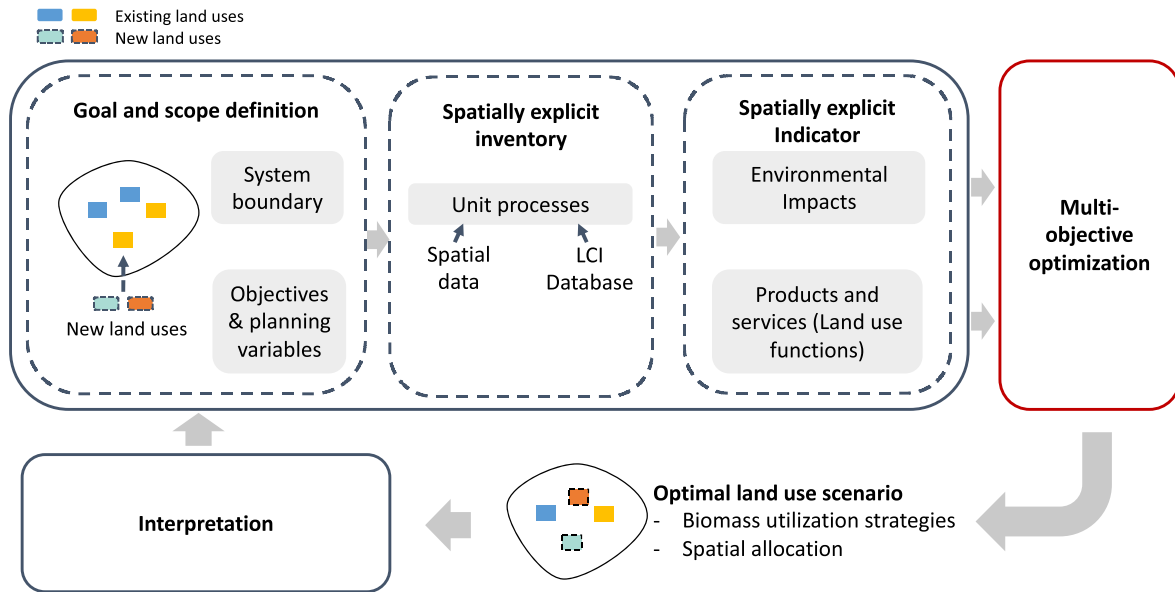 Existing land uses
New land uses
Goal and scope definition
System
boundary
Objectives
& planning
variables
New land uses
Spatially explicit
inventory
Unit processes
Spatial
data
LCI
Database
Spatially explicit
Indicator
Environmental
Impacts
Products and
services (Land use
functions)
Multi-
objective
optimization
Interpretation
Optimal land use scenario
- Biomass utilization strategies
- Spatial allocation